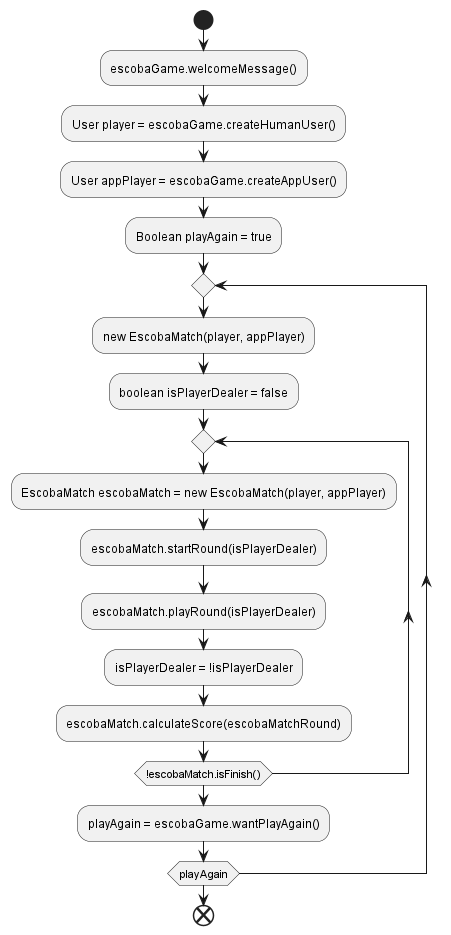 escobaGame.welcomeMessage()
User player = escobaGame.createHumanUser()
User appPlayer = escobaGame.createAppUser()
Boolean playAgain = true
new EscobaMatch(player, appPlayer)
boolean isPlayerDealer = false
EscobaMatch escobaMatch = new EscobaMatch(player, appPlayer)
escobaMatch.startRound(isPlayerDealer)
escobaMatch.playRound(isPlayerDealer)
isPlayerDealer = !isPlayerDealer
escobaMatch.calculateScore(escobaMatchRound)
!escobaMatch.isFinish()
playAgain = escobaGame.wantPlayAgain()
playAgain